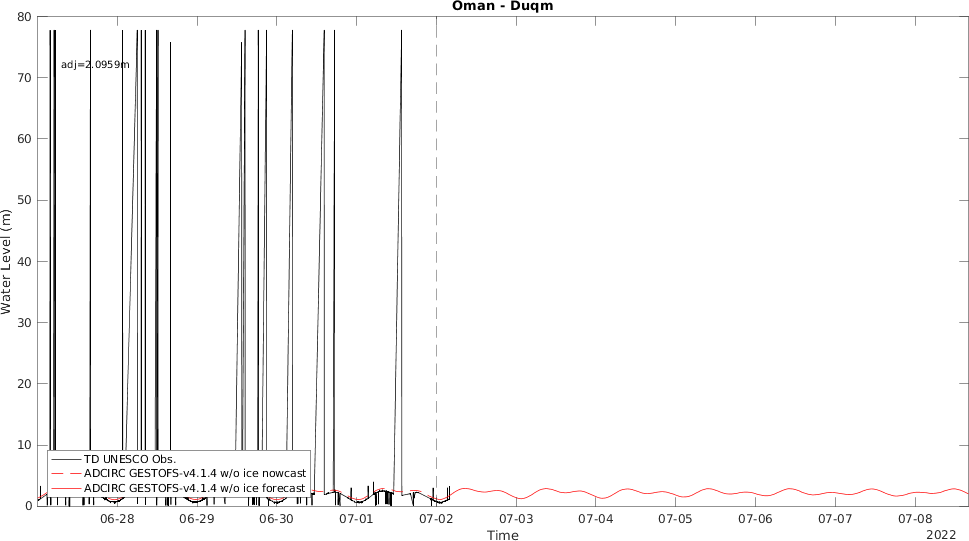 Oman - Duqm
80
70
60
50
40
30
20
10
0
Water Level (m)
adj=2.0959m
TD UNESCO Obs.
ADCIRC GESTOFS-v4.1.4 w/o ice nowcast
ADCIRC GESTOFS-v4.1.4 w/o ice forecast
06-28 06-29 06-30 07-01 07-02 07-03 07-04 07-05 07-06 07-07 07-08
Time
2022